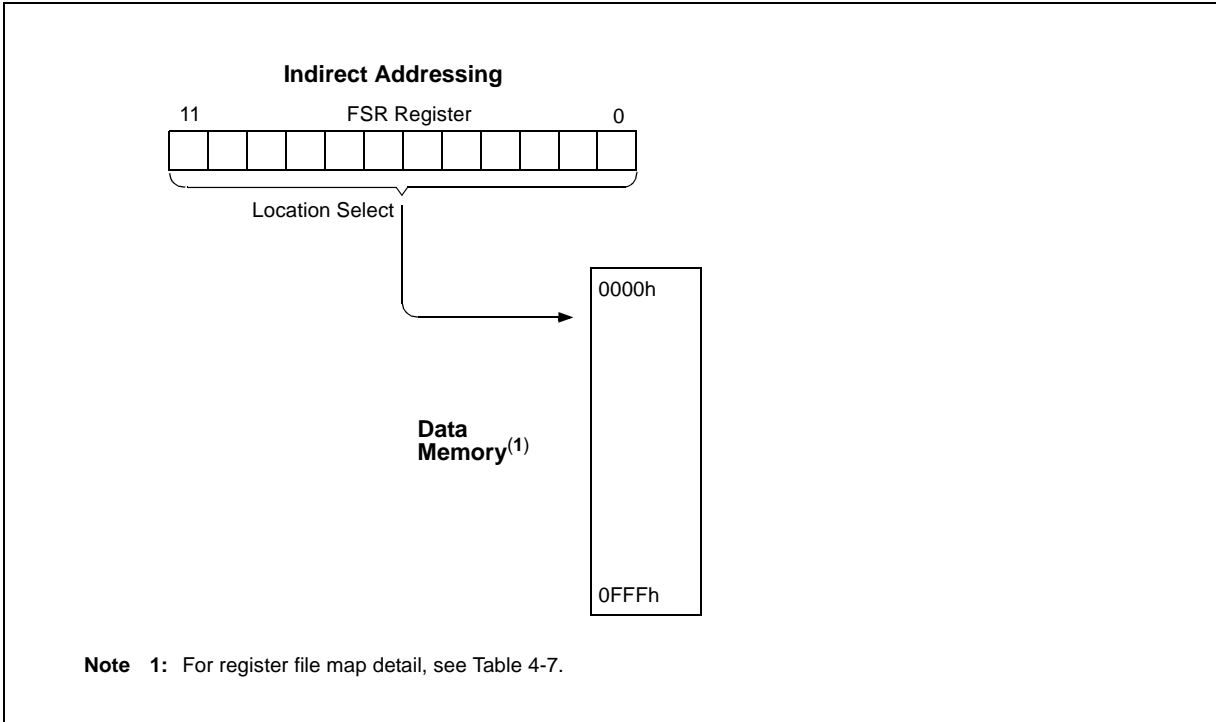 Indirect Addressing
11 FSR Register 0
Location Select
0000h
Data
Memory(1)
0FFFh
Note 1: For register file map detail, see Table 4-7.